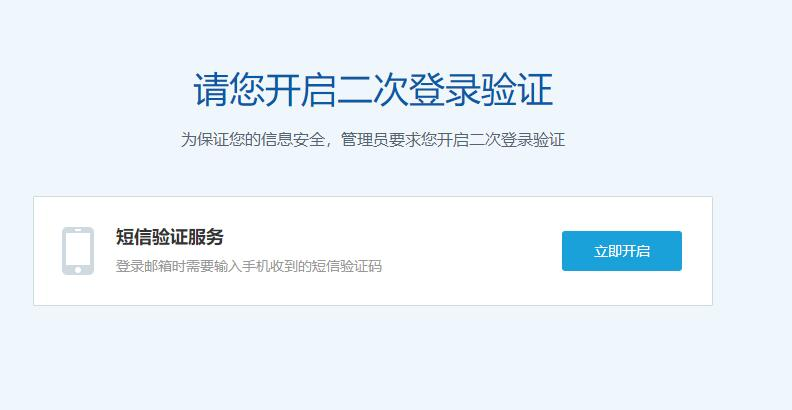 请您开启二次登录验证
为保证您的信息安全，管理员要求您开启二次登录验证
短信验证服务
登录邮箱时需要输入手机收到的短信验证码
立即开启